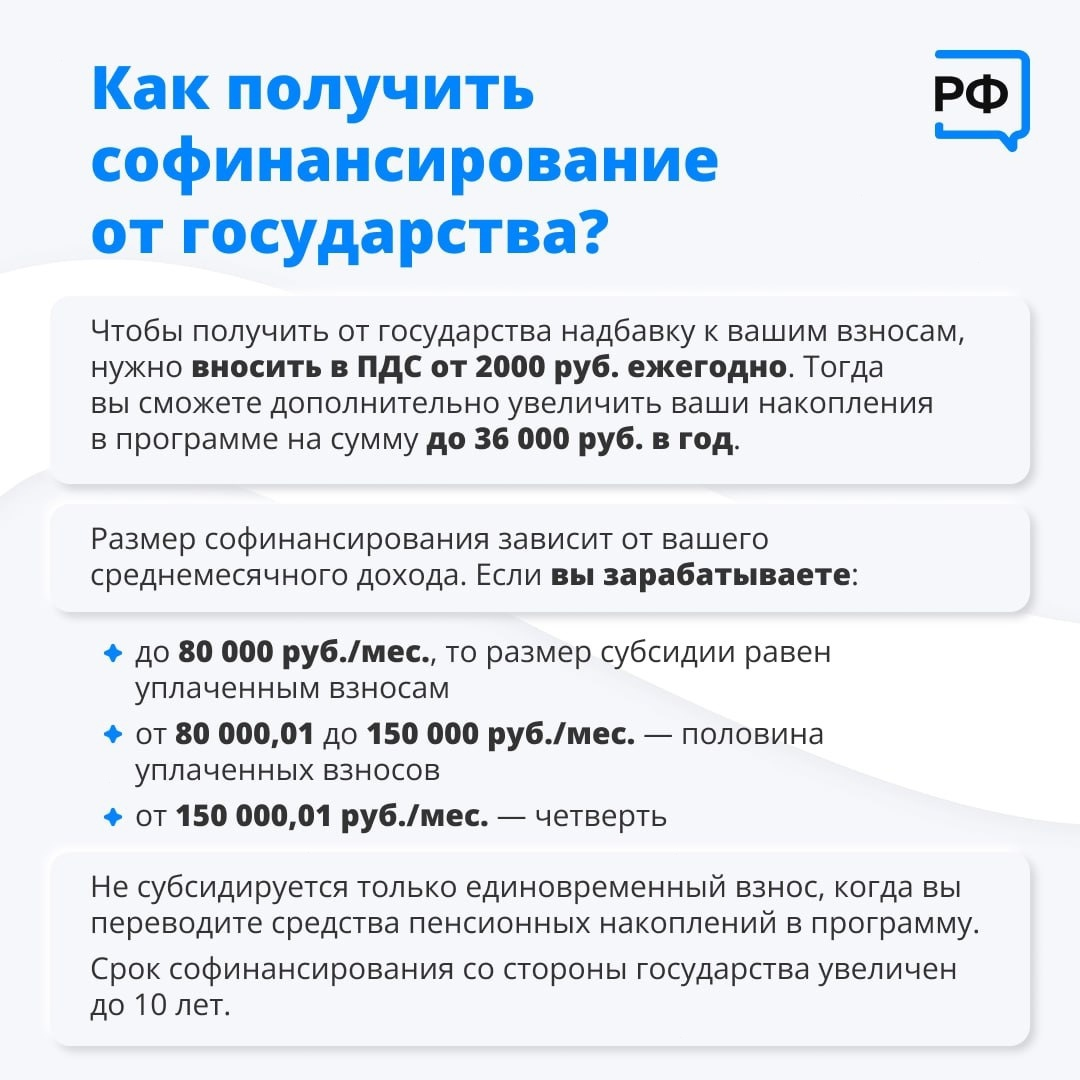 Как получить
софинансирование
от государства?
РФ
Чтобы получить от государства надбавку к вашим взносам,
нужно вносить в ПДС от 2000 руб. ежегодно. Тогда
вы сможете дополнительно увеличить ваши накопления
в программе на сумму до 36 000 руб. в год.
Размер софинансирования зависит от вашего
среднемесячного дохода. Если вы зарабатываете:
до 80 000 руб./мес., то размер субсидии равен
уплаченным взносам
от 80 000,01 до 150 000 руб./мес. — половина
уплаченных взносов
от 150 000,01 руб./мес. — четверть
Не субсидируется только единовременный взнос, когда вы
переводите средства пенсионных накоплений в программу.
Срок софинансирования со стороны государства увеличен
до 10 лет.